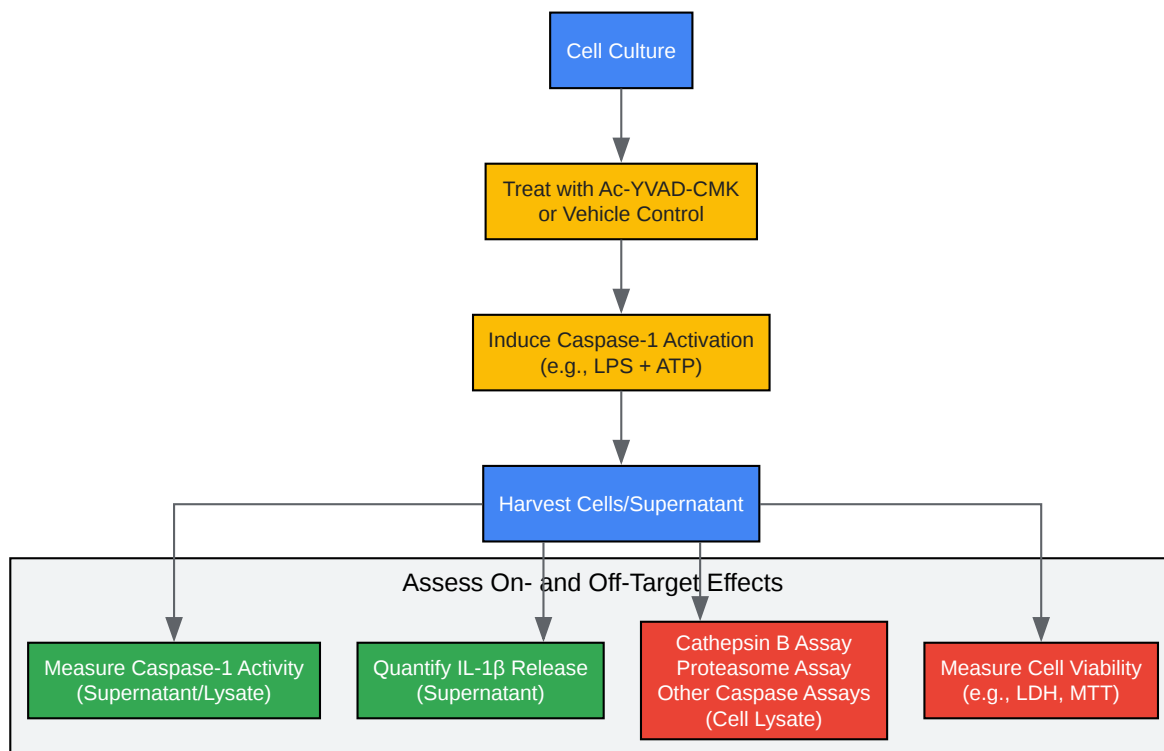 Cell Culture
Treat with Ac-YVAD-CMK
or Vehicle Control
Induce Caspase-1 Activation
(e.g., LPS + ATP)
Harvest Cells/Supernatant
Assess On- and Off-Target Effects
Measure Caspase-1 Activity
(Supernatant/Lysate)
Quantify IL-1β Release
(Supernatant)
Cathepsin B Assay
Proteasome Assay
Other Caspase Assays
(Cell Lysate)
Measure Cell Viability
(e.g., LDH, MTT)